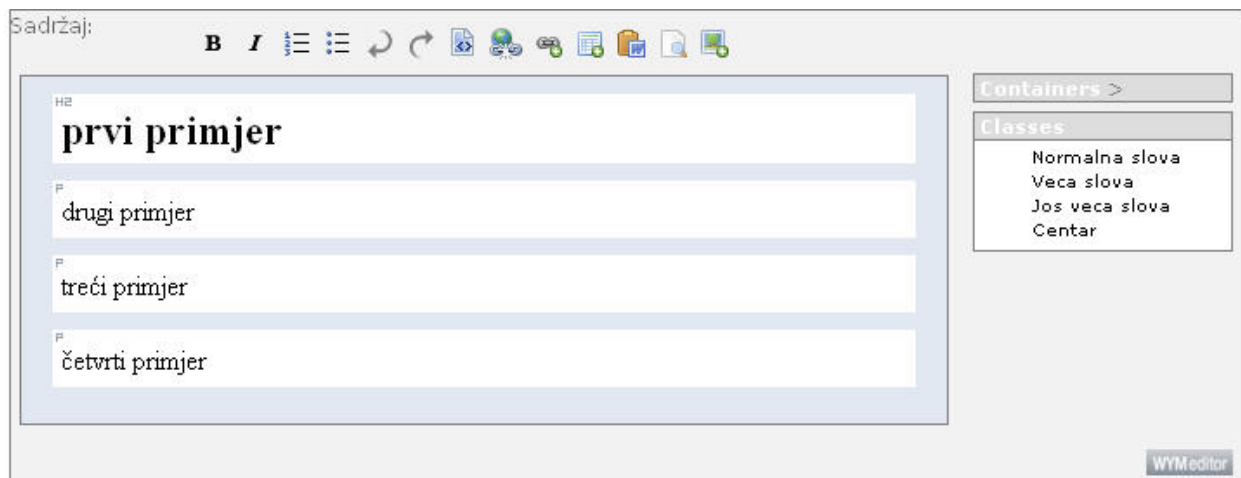 Sadržaj:
B I
Containers >
H2
prvi primjer
Classes
Normalna slova
Veca slova
Jos veca slova
Centar
P
drugi primjer
P
treći primjer
P
četvrti primjer
WYMeditor